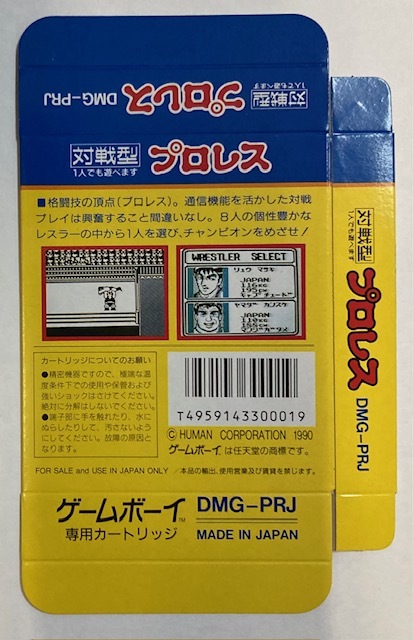 対戦型
1人でも遊べます
プロレス
DMG-PRJ
対戦型
1人でも遊べます
プロレス
■格闘技の頂点(プロレス)。通信機能を活かした対戦
プレイは興奮すること間違いなし。8人の個性豊かな
レスラーの中から1人を選び、チャンピオンをめざせ!
WRESTLER SELECT
JAPAN
JAPAN
カートリッジについてのお願い
●精密機器ですので、極端な温
度条件下での使用や保管および
強いショックはさけてください。
絶対に分解はしないでください。
●端子部に手を触れたり、水に
ぬらしたりして、汚さないよう
にしてください。故障の原因と
なります。
T4959143300019
©HUMAN CORPORATION 1990
ゲームボーイは任天堂の商標です。
FOR SALE and USE IN JAPAN ONLY／本品の輸出、使用営業及び賃貸を禁じます。
ゲームボーイ™
専用カートリッジ
DMG-PRJ
MADE IN JAPAN
対戦型
1人でも遊べます
プロレス
DMG-PRJ